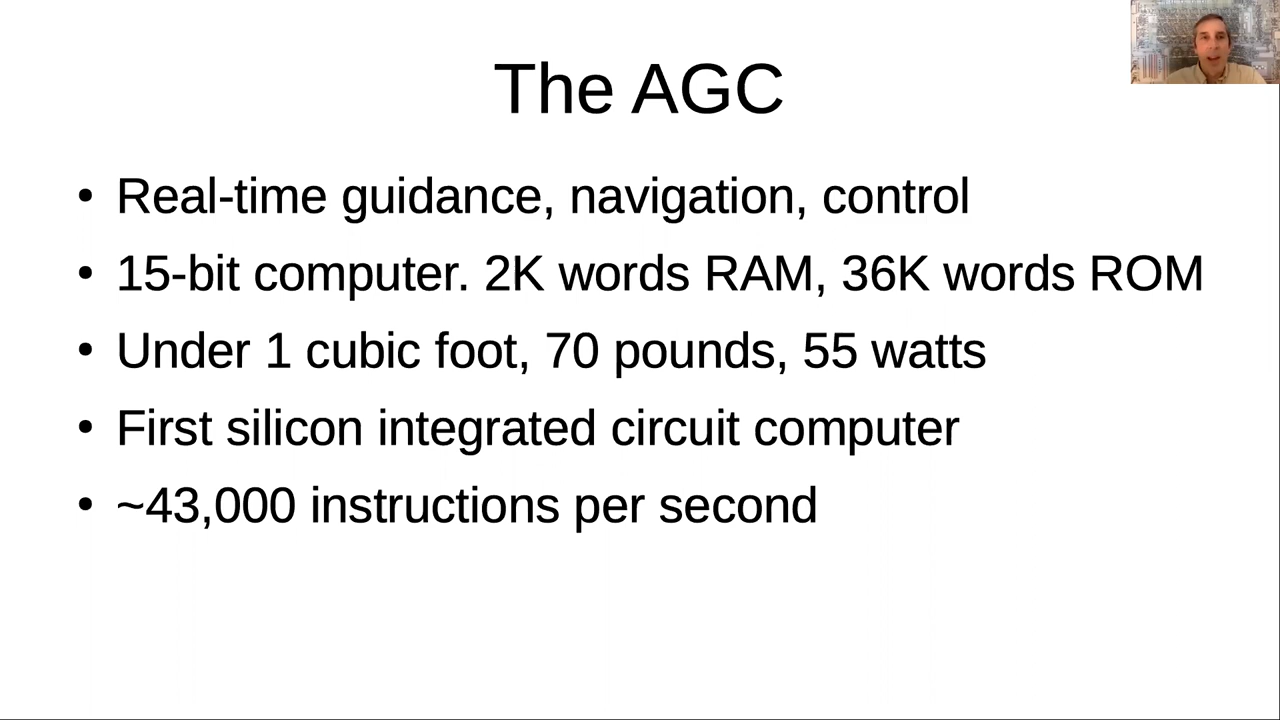 The AGC
• Real-time guidance, navigation, control
• 15-bit computer. 2K words RAM, 36K words ROM
• Under 1 cubic foot, 70 pounds, 55 watts
• First silicon integrated circuit computer
• ~43,000 instructions per second